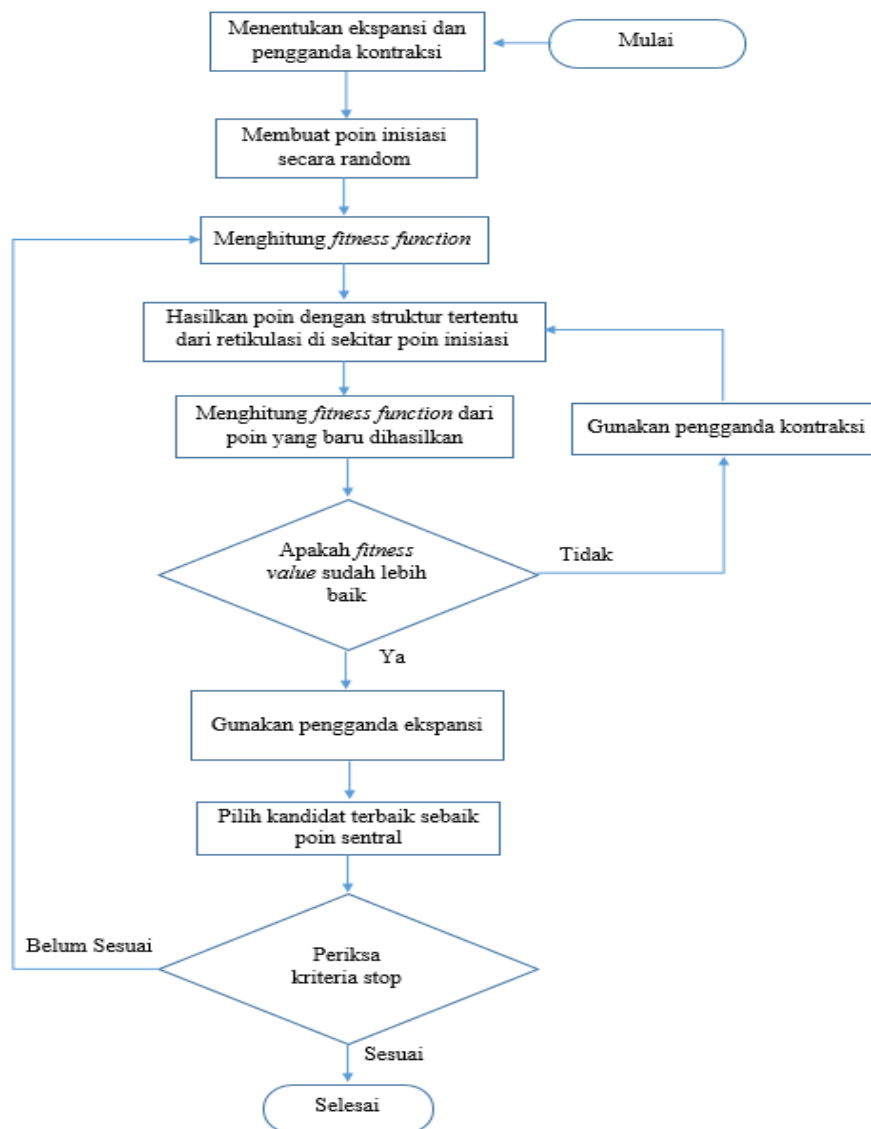 Mulai
Menentukan ekspansi dan
pengganda kontraksi
Membuat poin inisiasi
secara random
Menghitung fitness function
Hasilkan poin dengan struktur tertentu
dari retikulasi di sekitar poin inisiasi
Menghitung fitness function dari
poin yang baru dihasilkan
Gunakan pengganda kontraksi
Apakah fitness
value sudah lebih
baik
Tidak
Ya
Gunakan pengganda ekspansi
Pilih kandidat terbaik sebaik
poin sentral
Belum Sesuai
Periksa
kriteria stop
Sesuai
Selesai